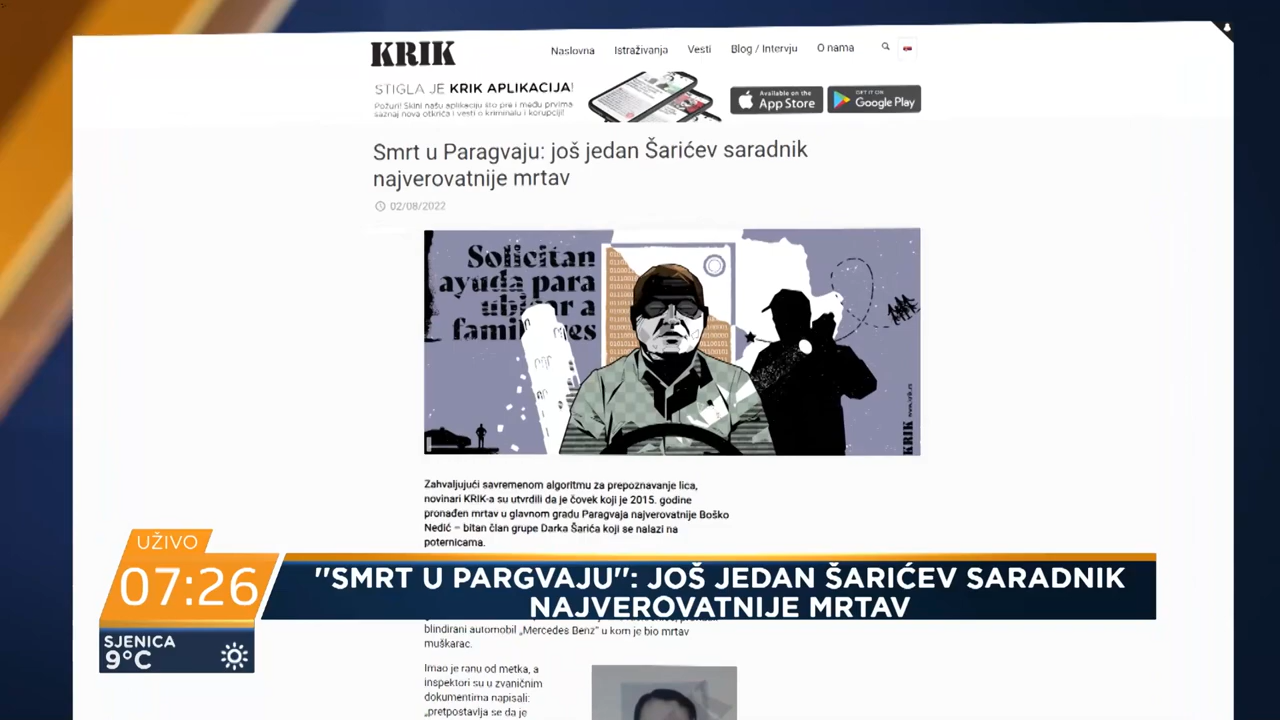 KRIK
Naslovna Istraživanja Vesti Blog / Intervju O nama
STIGLA JE KRIK APLIKACIJA!
Požuri! Skini našu aplikaciju što pre i među prvima
saznaj nova otkrića i vesti o kriminalu i korupciji!
Available on the
App Store
GET IT ON
Google Play
Smrt u Paragvaju: još jedan Šarićev saradnik
najverovatnije mrtav
02/08/2022
Solicitan
ayuda para
a
KRIK www.krik.rs
Zahvaljujući savremenom algoritmu za prepoznavanje lica,
novinari KRIK-a su utvrdili da je čovek koji je 2015. godine
pronađen mrtav u glavnom gradu Paragvaja najverovatnije Boško
Nedić – bitan član grupe Darka Šarića koji se nalazi na
poternicama.
UŽIVO
07:26
"SMRT U PARGVAJU": JOŠ JEDAN ŠARIĆEV SARADNIK
NAJVEROVATNIJE MRTAV
SJENICA
9°C
blindirani automobil „Mercedes Benz” u kom je bio mrtav
muškarac.
Imao je ranu od metka, a
inspektori su u zvaničnim
dokumentima napisali:
„pretpostavlja se da je